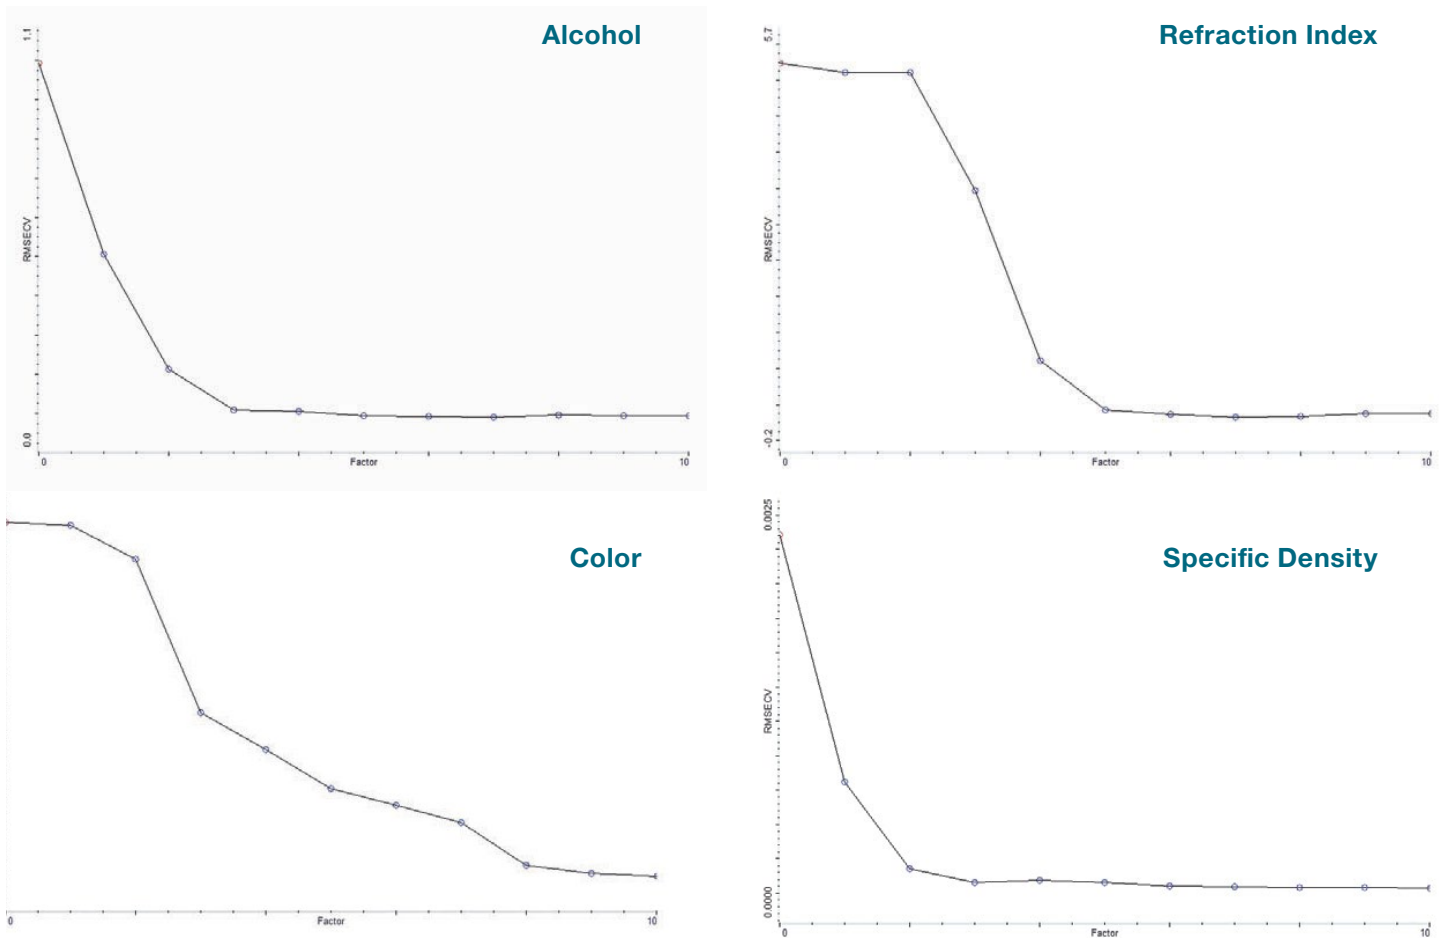 Alcohol
1.1
RMSECV
0.0
0
Factor
10
Refraction Index
5.7
RMSECV
-0.2
0
Factor
10
Color
0
Factor
10
Specific Density
0.0025
RMSECV
0.0000
0
Factor
10